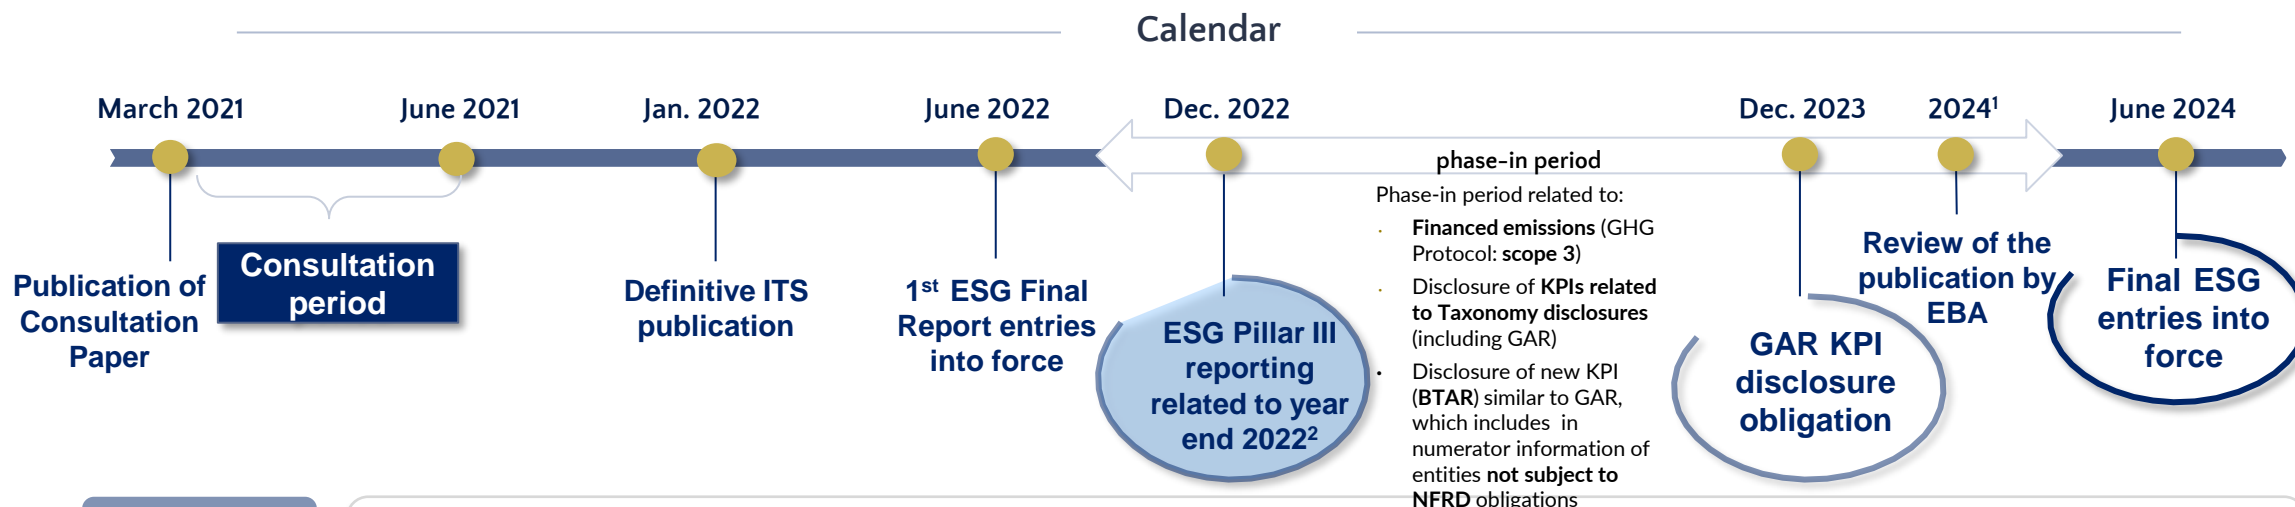 Calendar
March 2021
June 2021
Jan. 2022
June 2022
Dec. 2022
Dec. 2023
2024¹
June 2024
phase-in period
Publication of
Consultation
Paper
Consultation
period
Definitive ITS
publication
1st ESG Final
Report entries
into force
ESG Pillar III
reporting
related to year
end 2022²
Phase-in period related to:
Financed emissions (GHG
Protocol: scope 3)
Disclosure of KPIs related
to Taxonomy disclosures
(including GAR)
Disclosure of new KPI
(BTAR) similar to GAR,
which includes in
numerator information of
entities not subject to
NFRD obligations
GAR KPI
disclosure
obligation
Review of the
publication by
EBA
Final ESG
entries into
force